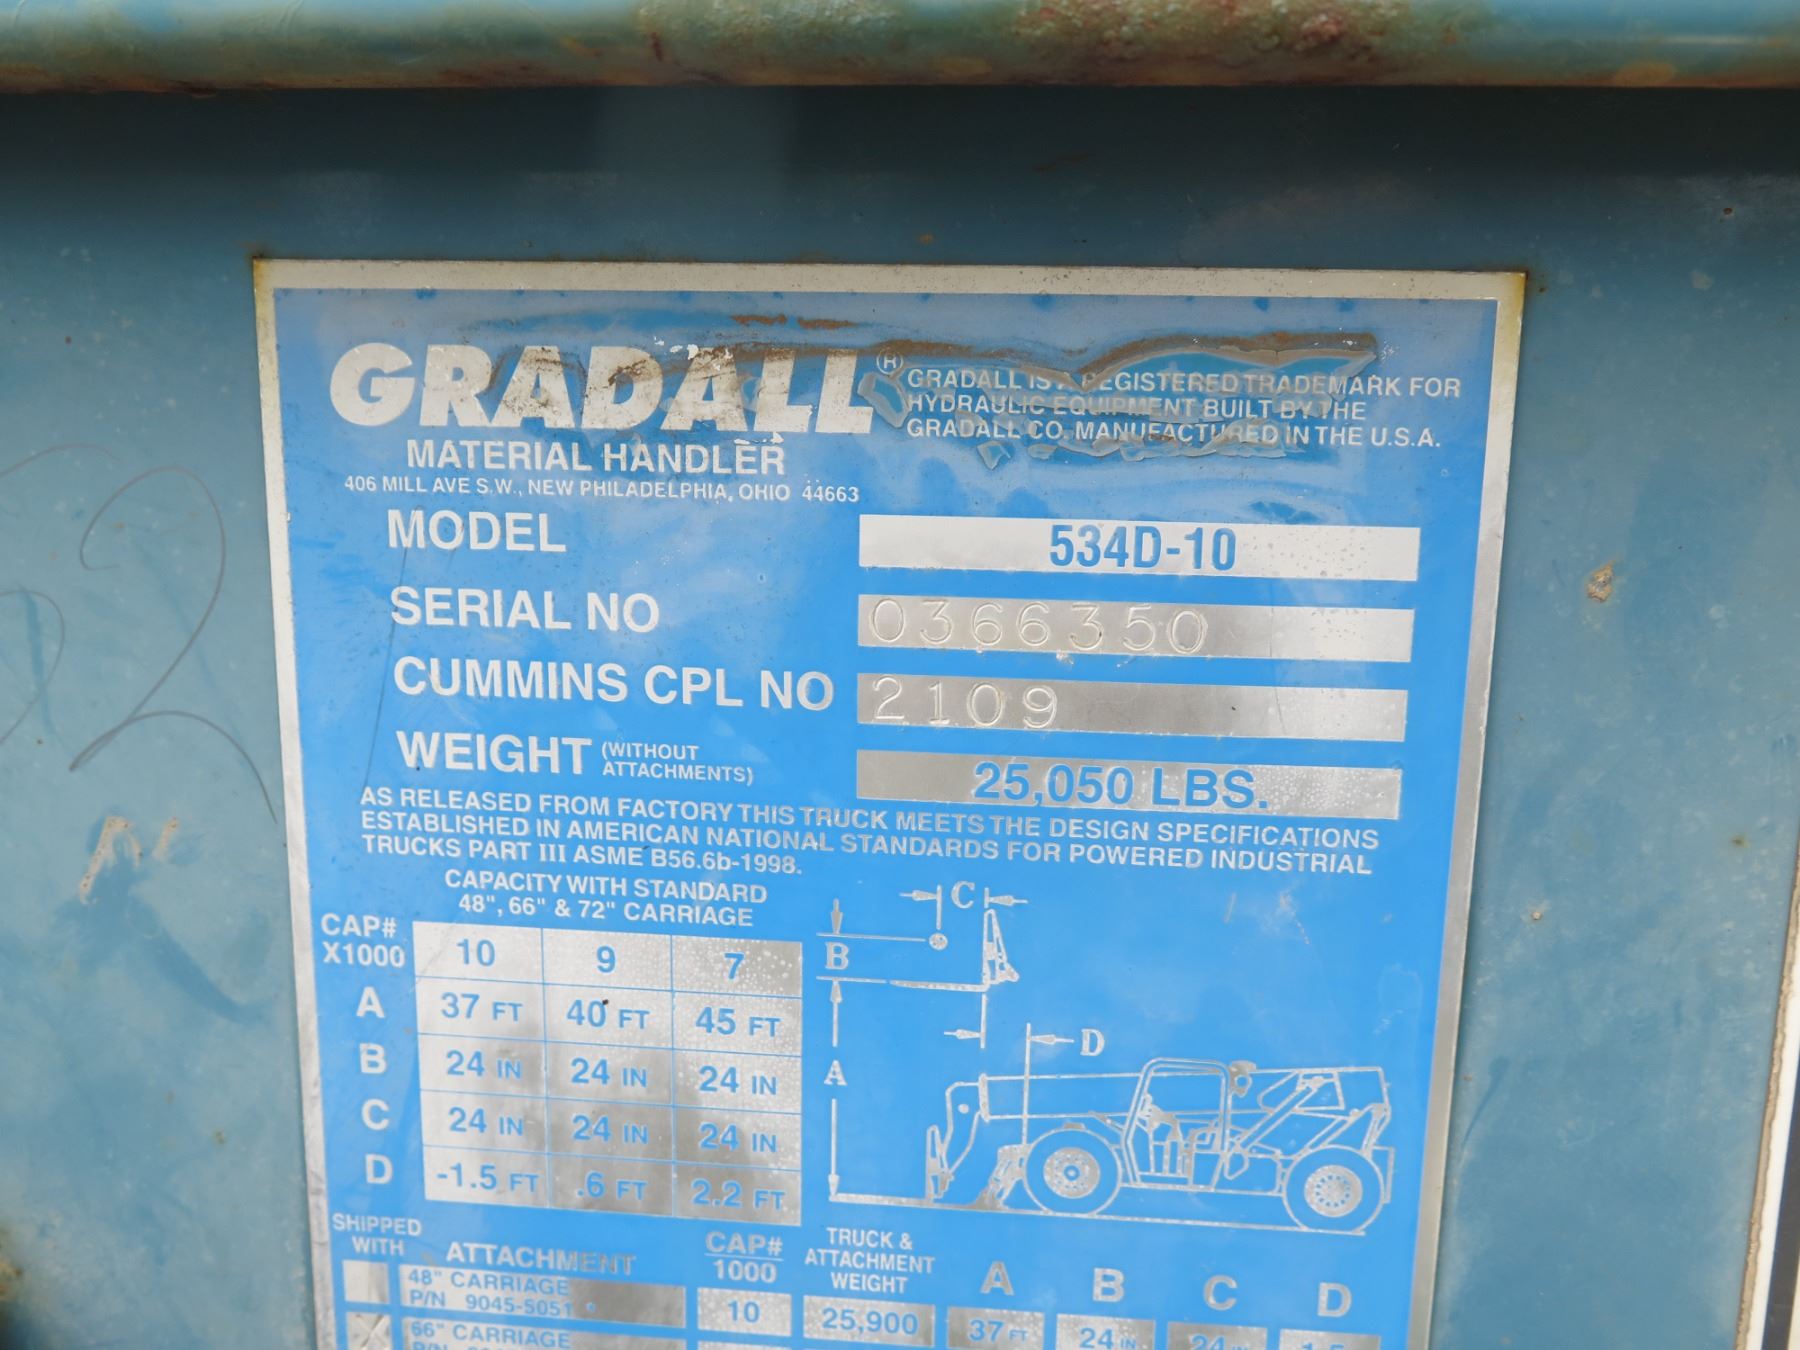 GRADALL ®
GRADALL IS A REGISTERED TRADEMARK FOR
HYDRAULIC EQUIPMENT BUILT BY THE
GRADALL CO. MANUFACTURED IN THE U.S.A.
MATERIAL HANDLER
406 MILL AVE S.W., NEW PHILADELPHIA, OHIO 44663
MODEL 534D-10
SERIAL NO 0366350
CUMMINS CPL NO 2109
WEIGHT (WITHOUT ATTACHMENTS) 25,050 LBS.
AS RELEASED FROM FACTORY THIS TRUCK MEETS THE DESIGN SPECIFICATIONS
ESTABLISHED IN AMERICAN NATIONAL STANDARDS FOR POWERED INDUSTRIAL
TRUCKS PART III ASME B56.6b-1998.
CAPACITY WITH STANDARD
48", 66" & 72" CARRIAGE
CAP# X1000 10 9 7
A 37 FT 40 FT 45 FT
B 24 IN 24 IN 24 IN
C 24 IN 24 IN 24 IN
D -1.5 FT .6 FT 2.2 FT
C
B
D
A
SHIPPED WITH ATTACHMENT CAP# 1000 TRUCK & ATTACHMENT WEIGHT A B C D
48" CARRIAGE
P/N 9045-5051 10 25,900 37 FT 24 IN 24 IN
X 66" CARRIAGE
P/N
52